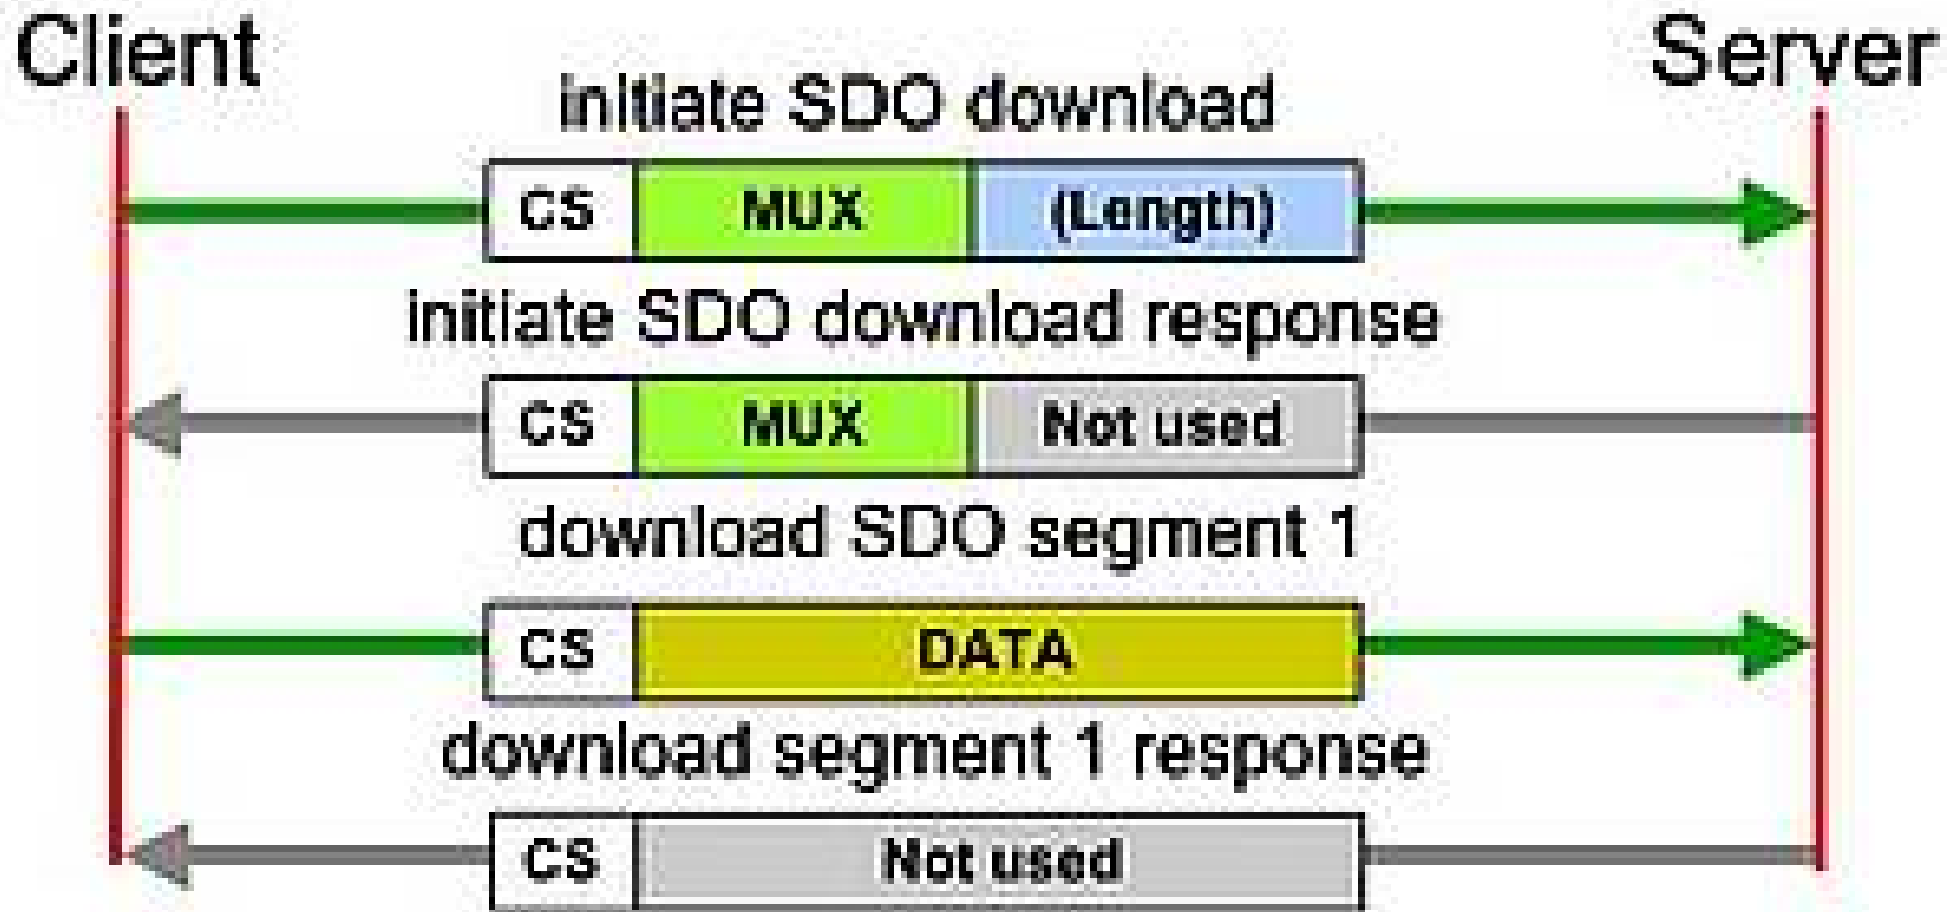 Client
Server
initiate SDO download
CS MUX (Length)
initiate SDO download response
CS MUX Not used
download SDO segment 1
CS DATA
download segment 1 response
CS Not used